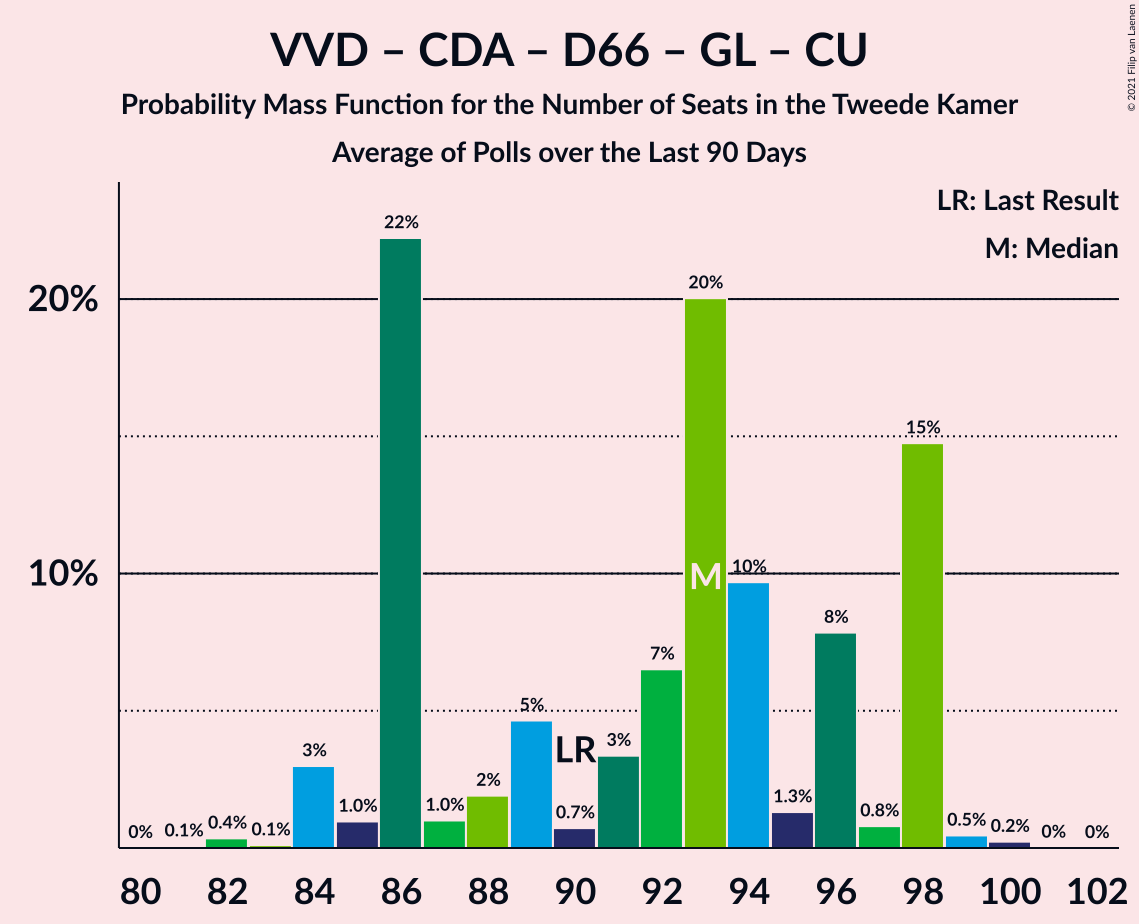 VVD – CDA – D66 – GL – CU
Probability Mass Function for the Number of Seats in the Tweede Kamer
Average of Polls over the Last 90 Days
© 2021 Filip van Laenen
LR: Last Result
M: Median
20%
10%
0%
0.1%
0.4%
0.1%
3%
1.0%
22%
1.0%
2%
5%
0.7%
3%
7%
20%
10%
1.3%
8%
0.8%
15%
0.5%
0.2%
0%
0%
LR
M
80 82 84 86 88 90 92 94 96 98 100 102